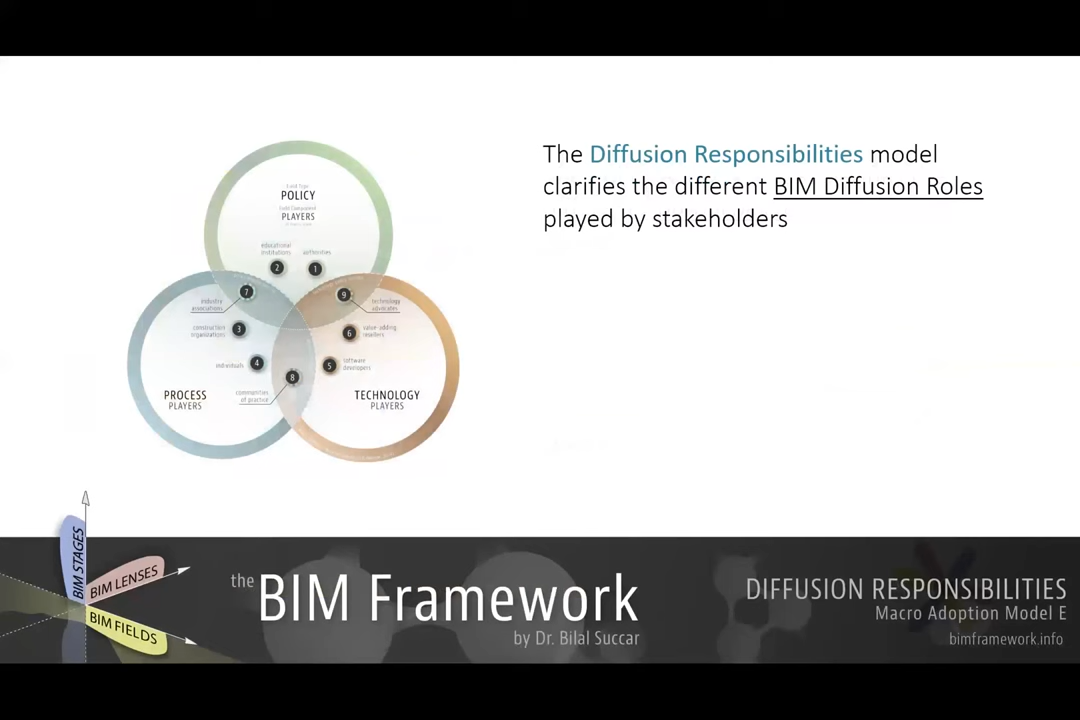 The Diffusion Responsibilities model
clarifies the different BIM Diffusion Roles
played by stakeholders
POLICY
PLAYERS
educational
institutions
authorities
2
1
7
9
industry
associations
technology
advocates
construction
organizations
3
6
value-adding
resellers
individuals
4
5
software
developers
8
communities
of practice
PROCESS
PLAYERS
TECHNOLOGY
PLAYERS
BIM STAGES
BIM LENSES
BIM FIELDS
the BIM Framework
by Dr. Bilal Succar
DIFFUSION RESPONSIBILITIES
Macro Adoption Model E
bimframework.info